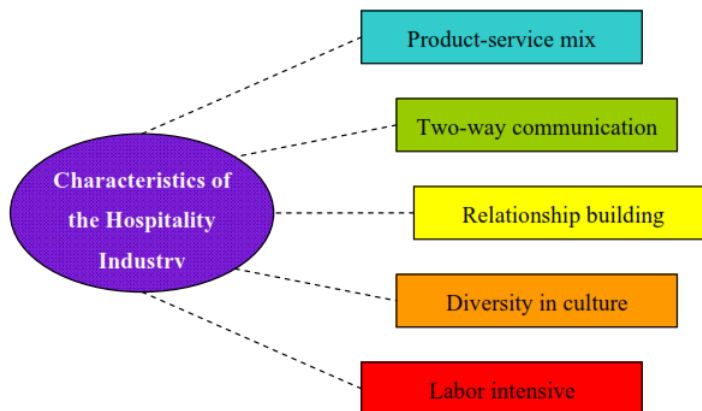 Product-service mix
Two-way communication
Characteristics of
the Hospitality
Industry
Relationship building
Diversity in culture
Labor intensive